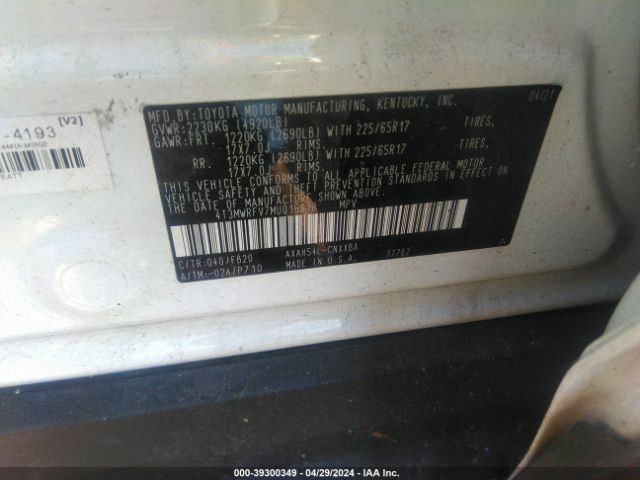 MFD.BY:TOYOTA MOTOR MANUFACTURING, KENTUCKY, INC. 04/21
GVWR:2230KG (4920LB)
GAWR:FRT. 1220KG (2690LB) WITH 225/65R17 TIRES,
17X7.0J RIMS.
RR. 1220KG (2690LB) WITH 225/65R17 TIRES,
17X7.0J RIMS.
THIS VEHICLE CONFORMS TO ALL APPLICABLE FEDERAL MOTOR
VEHICLE SAFETY AND THEFT PREVENTION STANDARDS IN EFFECT
ON THE DATE OF MANUFACTURE SHOWN ABOVE.
MPV
C/TR:040/FB20 AXAH54L-CNXXBA 77762
A/TM:-02A/P710 MADE IN U.S.A.
-4193 [V2]
000-39300349 - 04/29/2024 - IAA Inc.